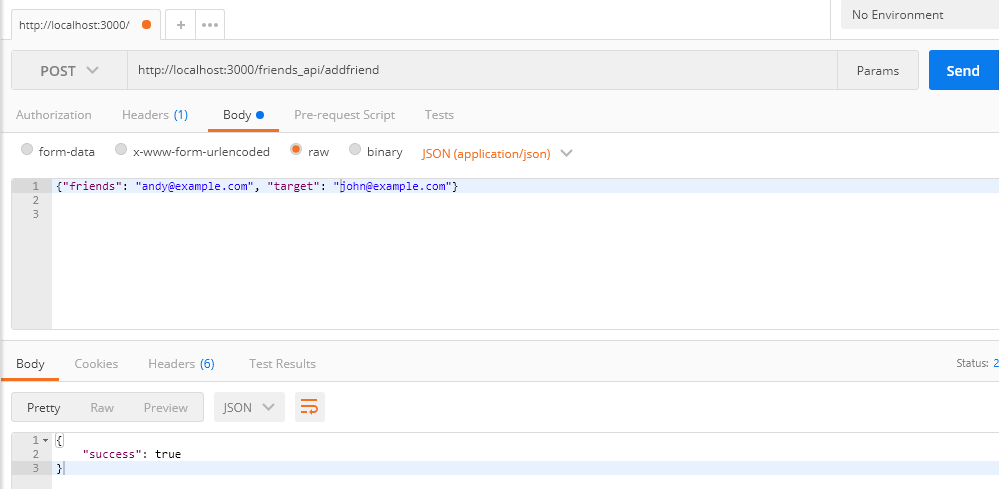 http://localhost:3000/ + •••
No Environment
POST http://localhost:3000/friends_api/addfriend Params Send
Authorization Headers (1) Body Pre-request Script Tests
form-data x-www-form-urlencoded raw binary JSON (application/json)
1 {"friends": "andy@example.com", "target": "john@example.com"}
2
3
Body Cookies Headers (6) Test Results Status: 2
Pretty Raw Preview JSON
1 {
2 "success": true
3 }